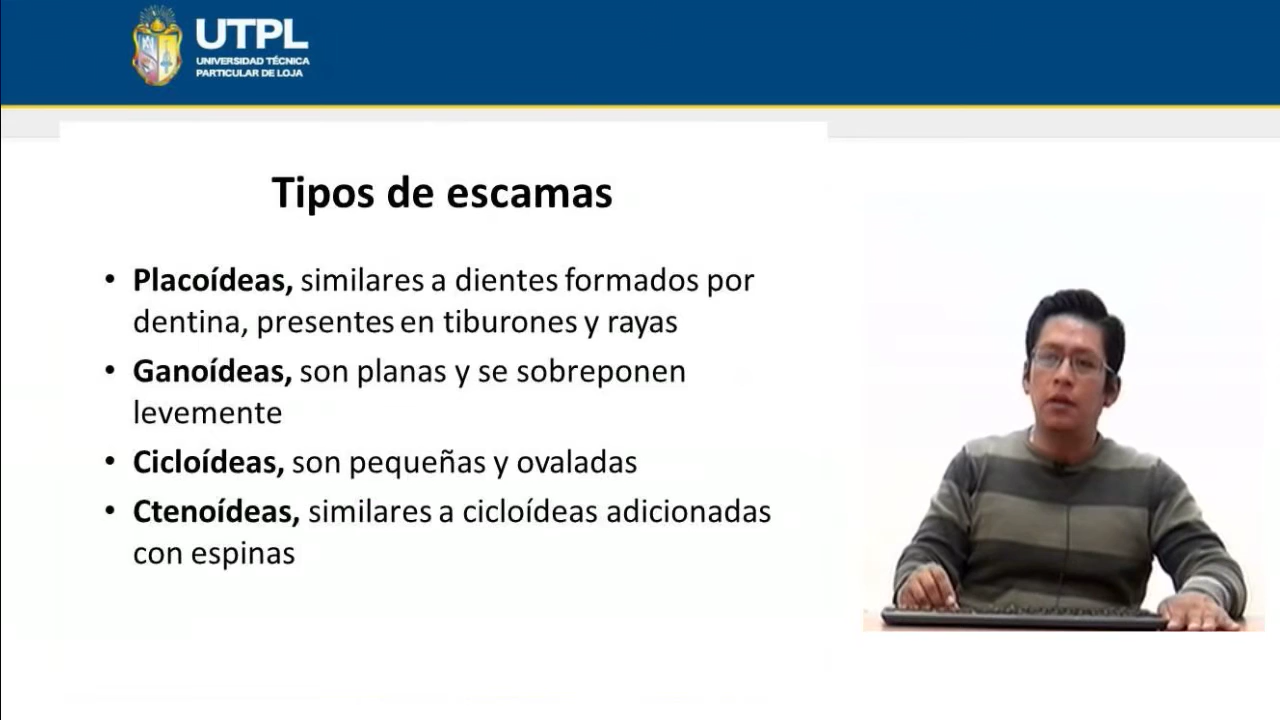 UTPL
UNIVERSIDAD TÉCNICA
PARTICULAR DE LOJA
Tipos de escamas
• Placoídeas, similares a dientes formados por
dentina, presentes en tiburones y rayas
• Ganoídeas, son planas y se sobreponen
levemente
• Cicloídeas, son pequeñas y ovaladas
• Ctenoídeas, similares a cicloídeas adicionadas
con espinas